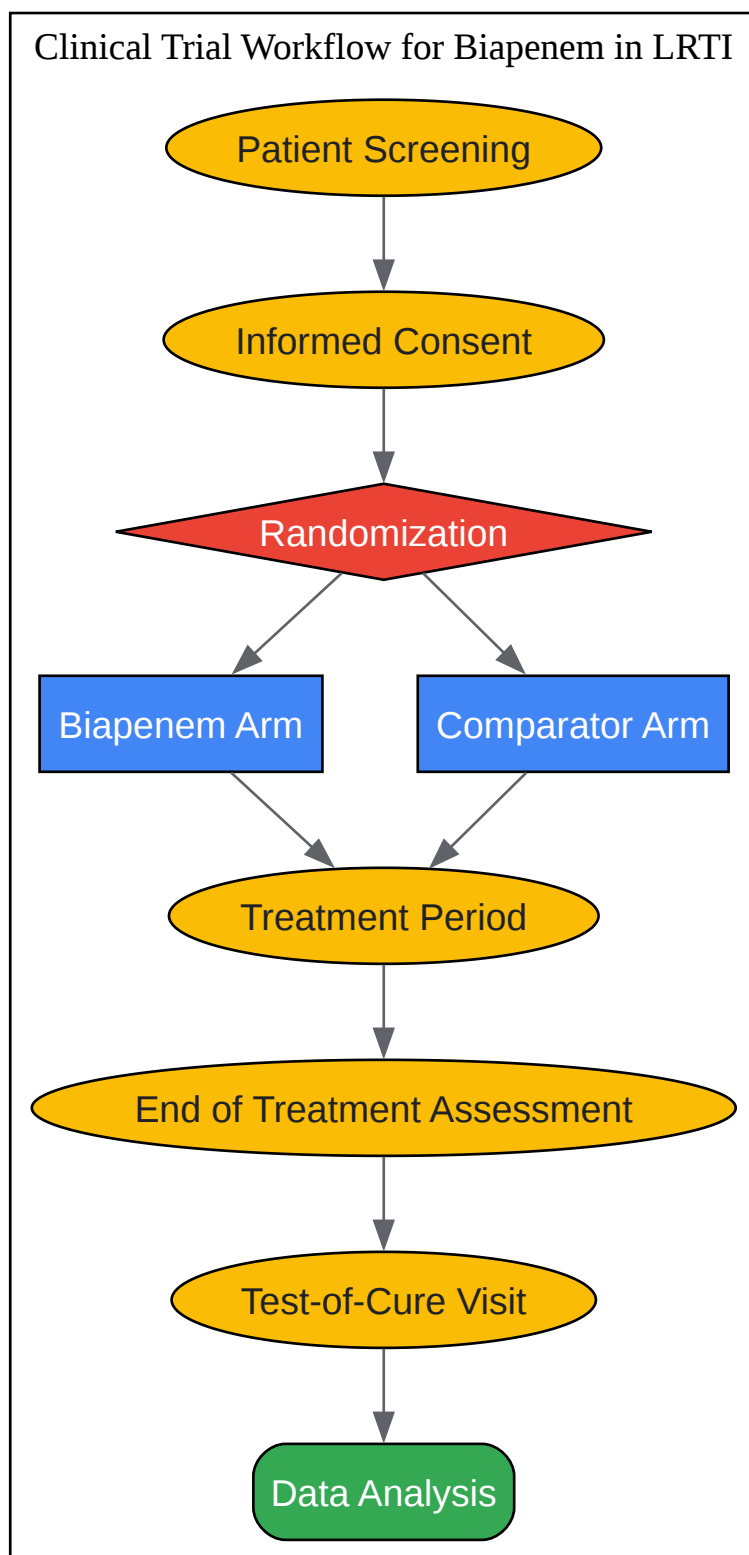 Clinical Trial Workflow for Biapenem in LRTI
Patient Screening
Informed Consent
Randomization
Biapenem Arm
Comparator Arm
Treatment Period
End of Treatment Assessment
Test-of-Cure Visit
Data Analysis